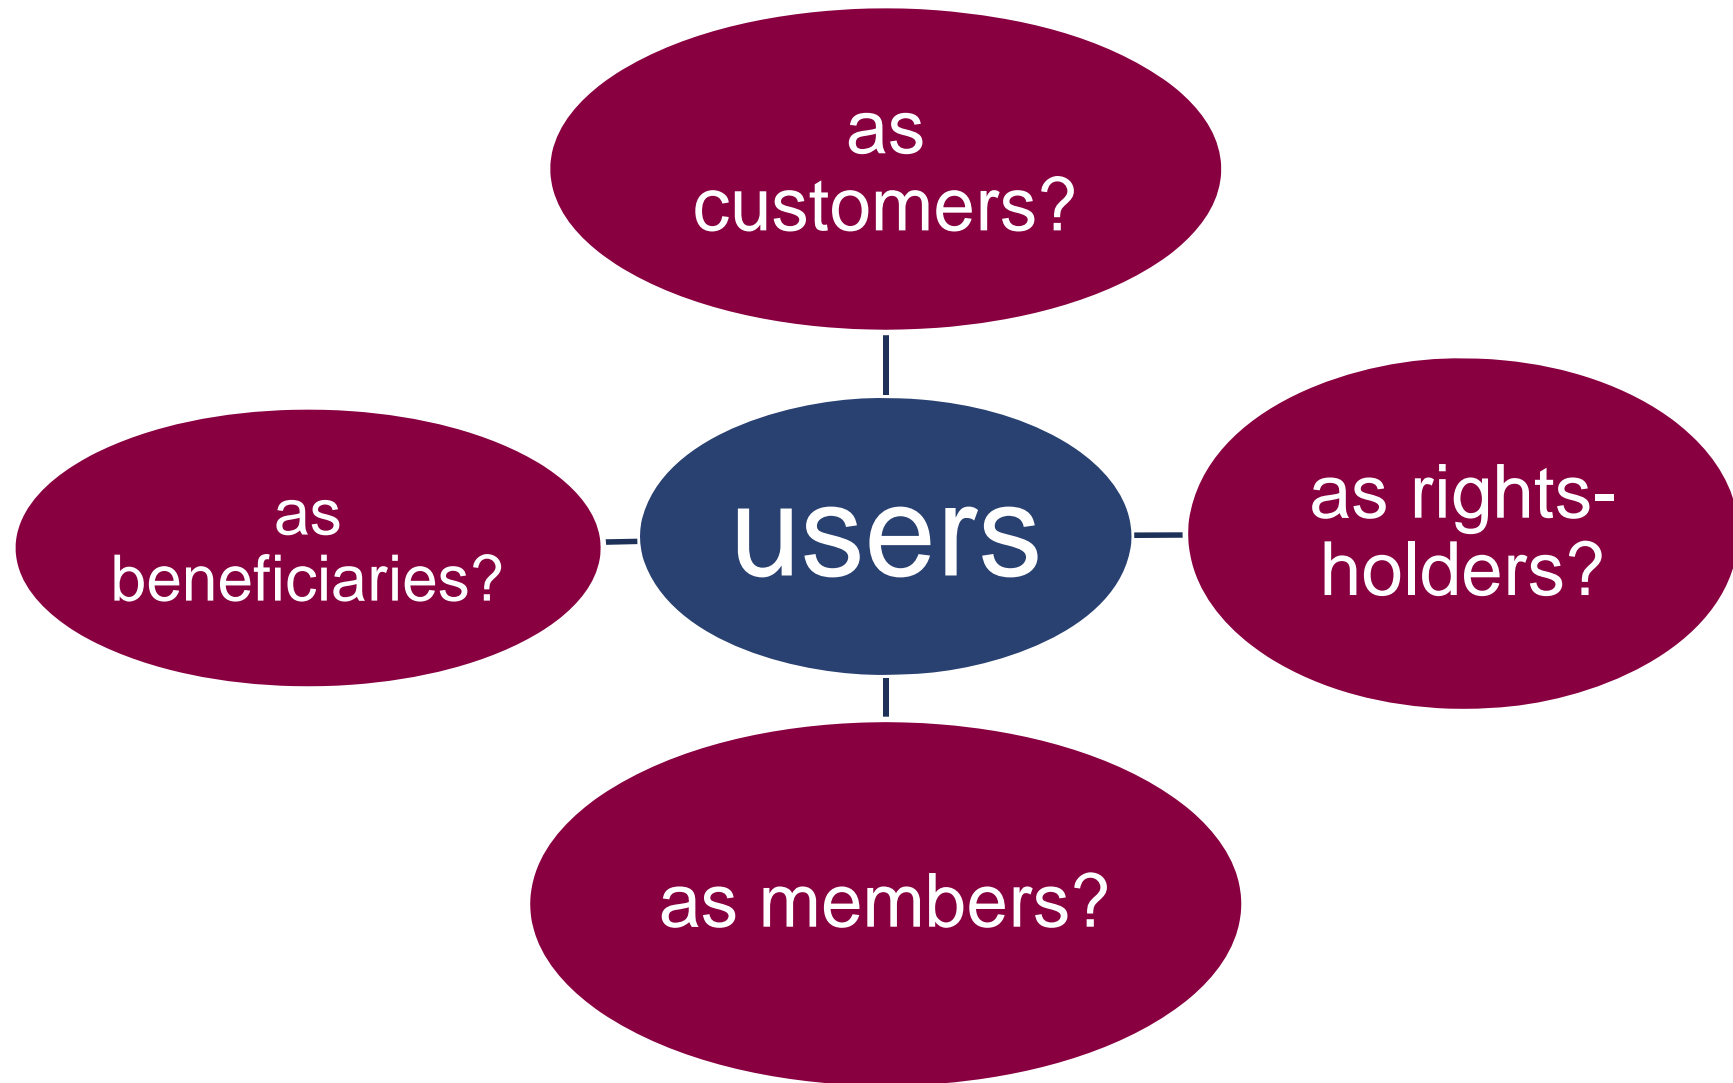 as
customers?
as
beneficiaries?
users
as rights-
holders?
as members?